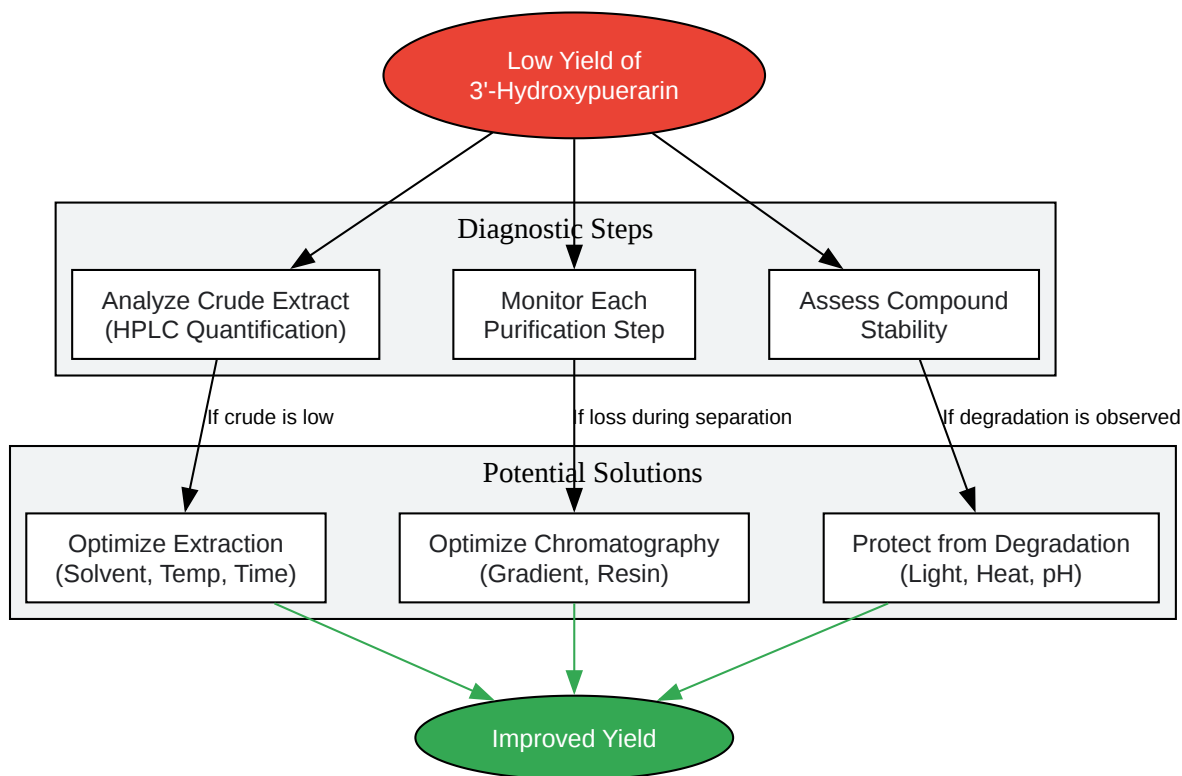 Low Yield of
3'-Hydroxypuerarin
Diagnostic Steps
Analyze Crude Extract
(HPLC Quantification)
Monitor Each
Purification Step
Assess Compound
Stability
If crude is low
If loss during separation
If degradation is observed
Potential Solutions
Optimize Extraction
(Solvent, Temp, Time)
Optimize Chromatography
(Gradient, Resin)
Protect from Degradation
(Light, Heat, pH)
Improved Yield